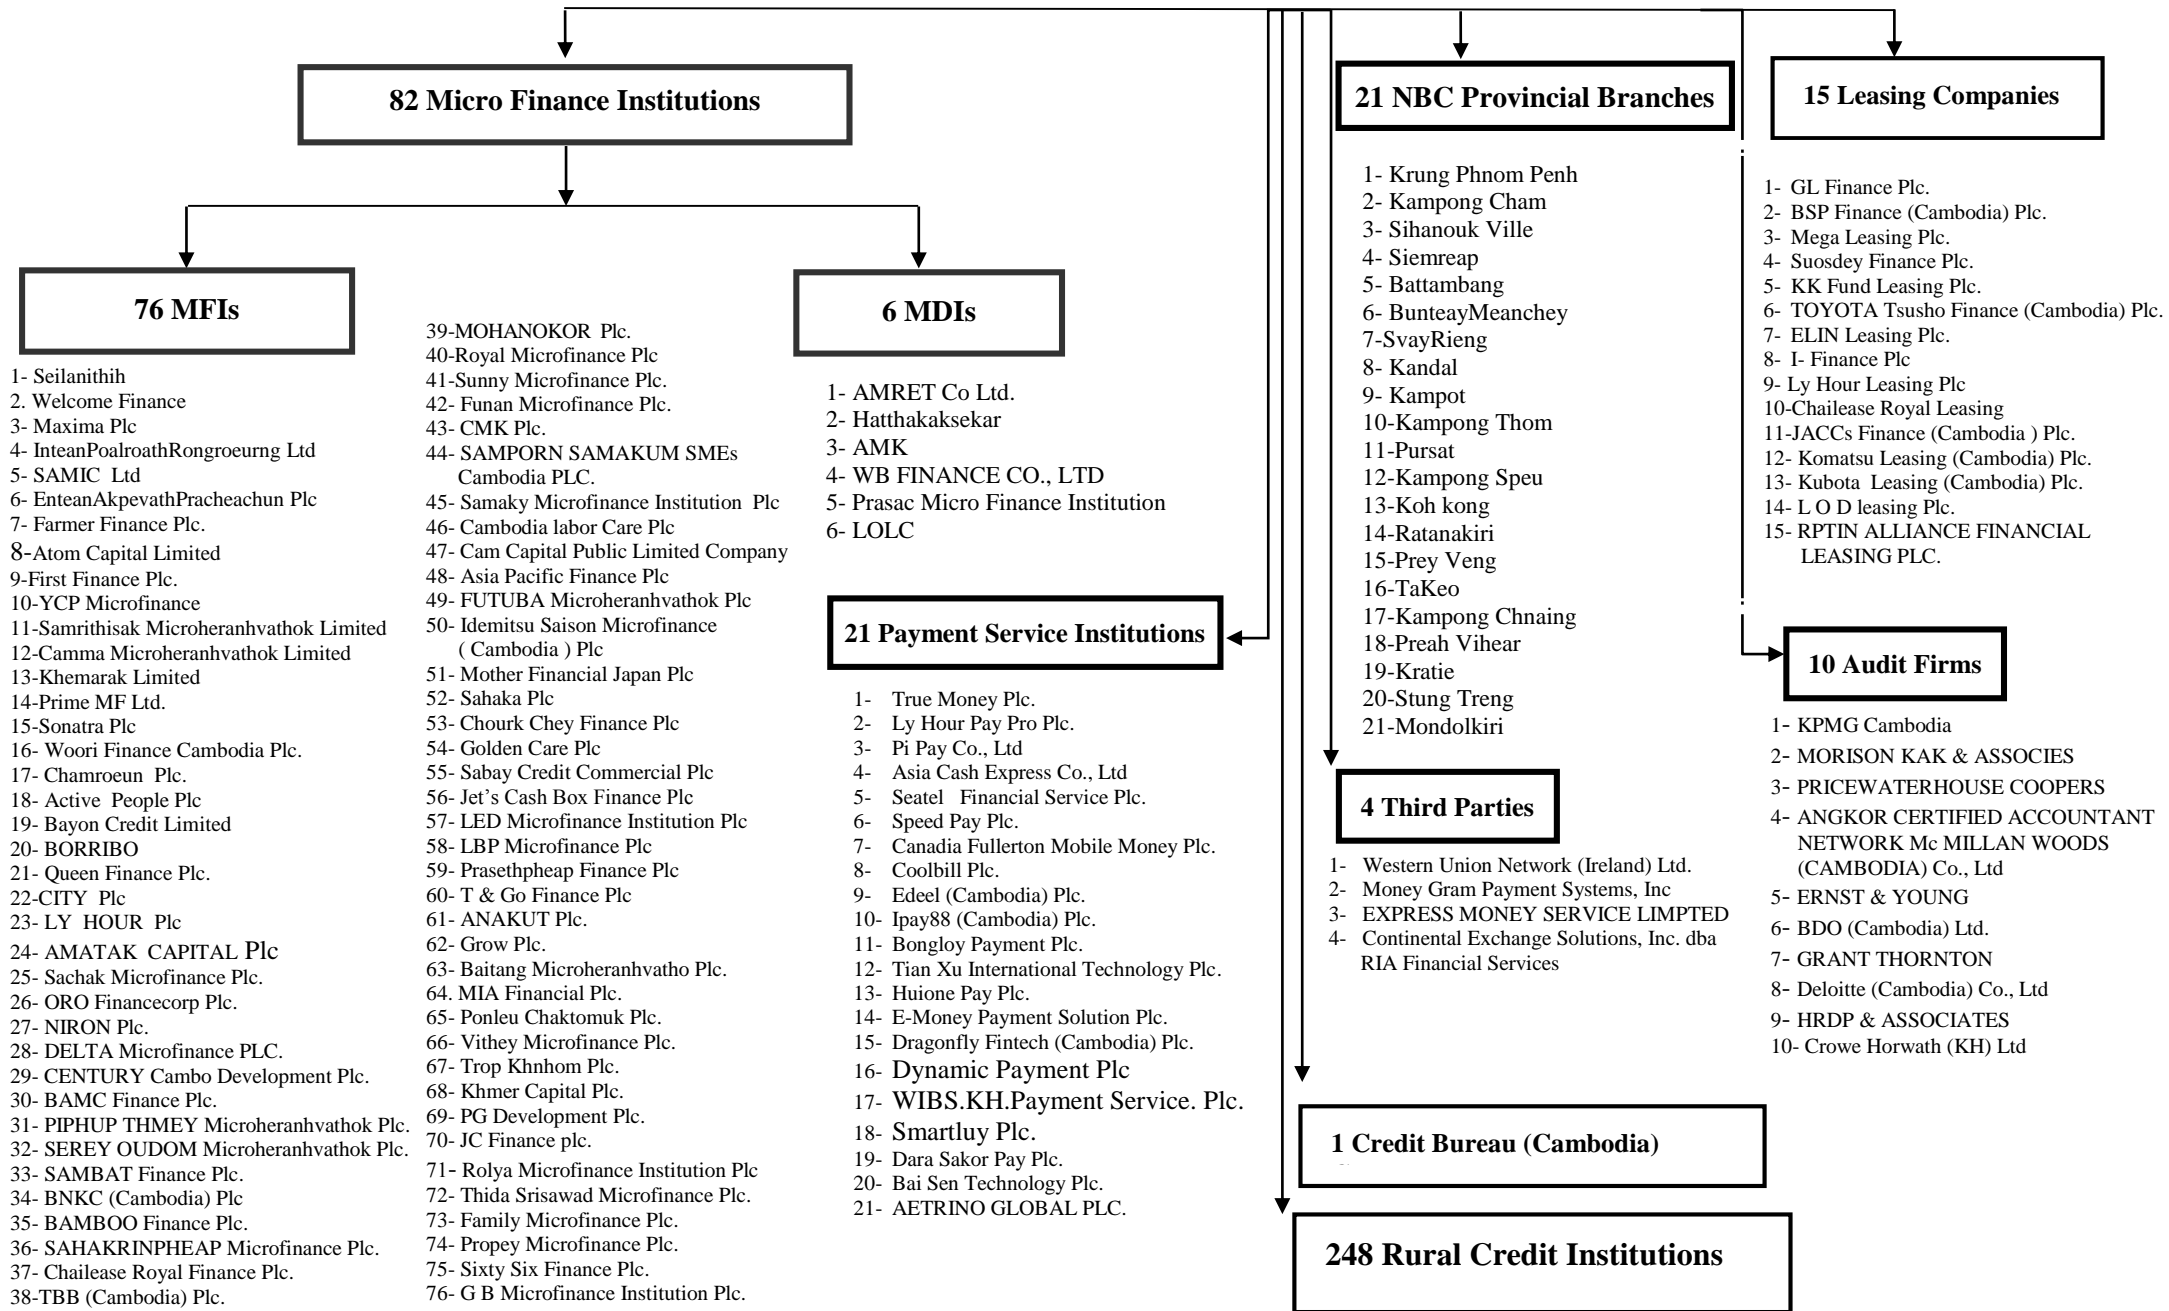 82 Micro Finance Institutions
21 NBC Provincial Branches
15 Leasing Companies
76 MFIs
1- Seilanithih
2. Welcome Finance
3- Maxima Plc
4- InteanPoalroathRongroeurng Ltd
5- SAMIC Ltd
6- EnteanAkpevathPracheachun Plc
7- Farmer Finance Plc.
8-Atom Capital Limited
9-First Finance Plc.
10-YCP Microfinance
11-Samrithisak Microheranhvathok Limited
12-Camma Microheranhvathok Limited
13-Khemarak Limited
14-Prime MF Ltd.
15-Sonatra Plc
16- Woori Finance Cambodia Plc.
17- Chamroeun Plc.
18- Active People Plc
19- Bayon Credit Limited
20- BORRIBO
21- Queen Finance Plc.
22-CITY Plc
23- LY HOUR Plc
24- AMATAK CAPITAL Plc
25- Sachak Microfinance Plc.
26- ORO Financecorp Plc.
27- NIRON Plc.
28- DELTA Microfinance PLC.
29- CENTURY Cambo Development Plc.
30- BAMC Finance Plc.
31- PIPHUP THMEY Microheranhvathok Plc.
32- SEREY OUDOM Microheranhvathok Plc.
33- SAMBAT Finance Plc.
34- BNKC (Cambodia) Plc
35- BAMBOO Finance Plc.
36- SAHAKRINPHEAP Microfinance Plc.
37- Chailease Royal Finance Plc.
38-TBB (Cambodia) Plc.
39-MOHANOKOR Plc.
40-Royal Microfinance Plc
41-Sunny Microfinance Plc.
42- Funan Microfinance Plc.
43- CMK Plc.
44- SAMPORN SAMAKUM SMEs
Cambodia PLC.
45- Samaky Microfinance Institution Plc
46- Cambodia labor Care Plc
47- Cam Capital Public Limited Company
48- Asia Pacific Finance Plc
49- FUTUBA Microheranhvathok Plc
50- Idemitsu Saison Microfinance
( Cambodia ) Plc
51- Mother Financial Japan Plc
52- Sahaka Plc
53- Chourk Chey Finance Plc
54- Golden Care Plc
55- Sabay Credit Commercial Plc
56- Jet's Cash Box Finance Plc
57- LED Microfinance Institution Plc
58- LBP Microfinance Plc
59- Prasethpheap Finance Plc
60- T & Go Finance Plc
61- ANAKUT Plc.
62- Grow Plc.
63- Baitang Microheranhvatho Plc.
64. MIA Financial Plc.
65- Ponleu Chaktomuk Plc.
66- Vithey Microfinance Plc.
67- Trop Khnhom Plc.
68- Khmer Capital Plc.
69- PG Development Plc.
70- JC Finance plc.
71- Rolya Microfinance Institution Plc
72- Thida Srisawad Microfinance Plc.
73- Family Microfinance Plc.
74- Propey Microfinance Plc.
75- Sixty Six Finance Plc.
76- G B Microfinance Institution Plc.
6 MDIs
1- AMRET Co Ltd.
2- Hatthakaksekar
3- AMK
4- WB FINANCE CO., LTD
5- Prasac Micro Finance Institution
6- LOLC
21 Payment Service Institutions
1- True Money Plc.
2- Ly Hour Pay Pro Plc.
3- Pi Pay Co., Ltd
4- Asia Cash Express Co., Ltd
5- Seatel Financial Service Plc.
6- Speed Pay Plc.
7- Canadia Fullerton Mobile Money Plc.
8- Coolbill Plc.
9- Edeel (Cambodia) Plc.
10- Ipay88 (Cambodia) Plc.
11- Bongloy Payment Plc.
12- Tian Xu International Technology Plc.
13- Huione Pay Plc.
14- E-Money Payment Solution Plc.
15- Dragonfly Fintech (Cambodia) Plc.
16- Dynamic Payment Plc
17- WIBS.KH.Payment Service. Plc.
18- Smartluy Plc.
19- Dara Sakor Pay Plc.
20- Bai Sen Technology Plc.
21- AETRINO GLOBAL PLC.
1- Krung Phnom Penh
2- Kampong Cham
3- Sihanouk Ville
4- Siemreap
5- Battambang
6- BunteayMeanchey
7-SvayRieng
8- Kandal
9- Kampot
10-Kampong Thom
11-Pursat
12-Kampong Speu
13-Koh kong
14-Ratanakiri
15-Prey Veng
16-TaKeo
17-Kampong Chnaing
18-Preah Vihear
19-Kratie
20-Stung Treng
21-Mondolkiri
4 Third Parties
1- Western Union Network (Ireland) Ltd.
2- Money Gram Payment Systems, Inc
3- EXPRESS MONEY SERVICE LIMPTED
4- Continental Exchange Solutions, Inc. dba
RIA Financial Services
1 Credit Bureau (Cambodia)
248 Rural Credit Institutions
1- GL Finance Plc.
2- BSP Finance (Cambodia) Plc.
3- Mega Leasing Plc.
4- Suosdey Finance Plc.
5- KK Fund Leasing Plc.
6- TOYOTA Tsusho Finance (Cambodia) Plc.
7- ELIN Leasing Plc.
8- I- Finance Plc
9- Ly Hour Leasing Plc
10-Chailease Royal Leasing
11-JACCs Finance (Cambodia ) Plc.
12- Komatsu Leasing (Cambodia) Plc.
13- Kubota Leasing (Cambodia) Plc.
14- L O D leasing Plc.
15- RPTIN ALLIANCE FINANCIAL
LEASING PLC.
10 Audit Firms
1- KPMG Cambodia
2- MORISON KAK & ASSOCIES
3- PRICEWATERHOUSE COOPERS
4- ANGKOR CERTIFIED ACCOUNTANT
NETWORK Mc MILLAN WOODS
(CAMBODIA) Co., Ltd
5- ERNST & YOUNG
6- BDO (Cambodia) Ltd.
7- GRANT THORNTON
8- Deloitte (Cambodia) Co., Ltd
9- HRDP & ASSOCIATES
10- Crowe Horwath (KH) Ltd